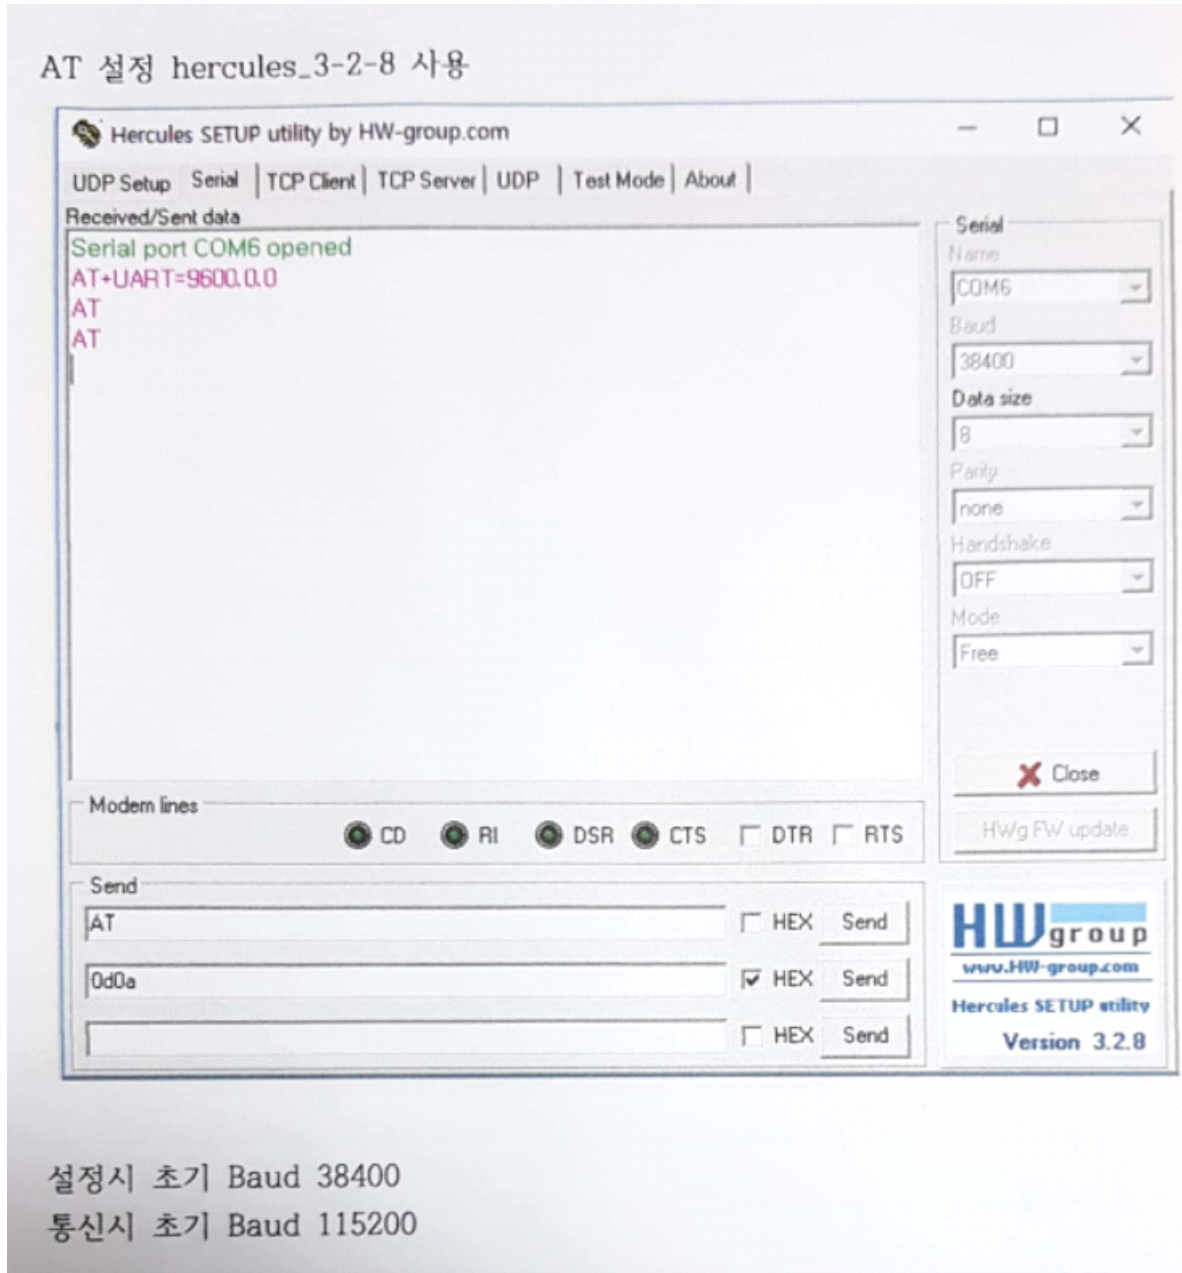 AT 설정 hercules_3-2-8 사용
Hercules SETUP utility by HW-group.com
UDP Setup Serial TCP Client TCP Server UDP Test Mode About
Received/Sent data
Serial port COM6 opened
AT+UART=9600.0.0
AT
AT
Serial
Name
COM6
Baud
38400
Data size
8
Parity
none
Handshake
OFF
Mode
Free
Close
HWg FW update
Modem lines
CD RI DSR CTS DTR RTS
Send
AT HEX Send
0d0a HEX Send
HEX Send
HW group
www.HW-group.com
Hercules SETUP utility
Version 3.2.8
설정시 초기 Baud 38400
통신시 초기 Baud 115200